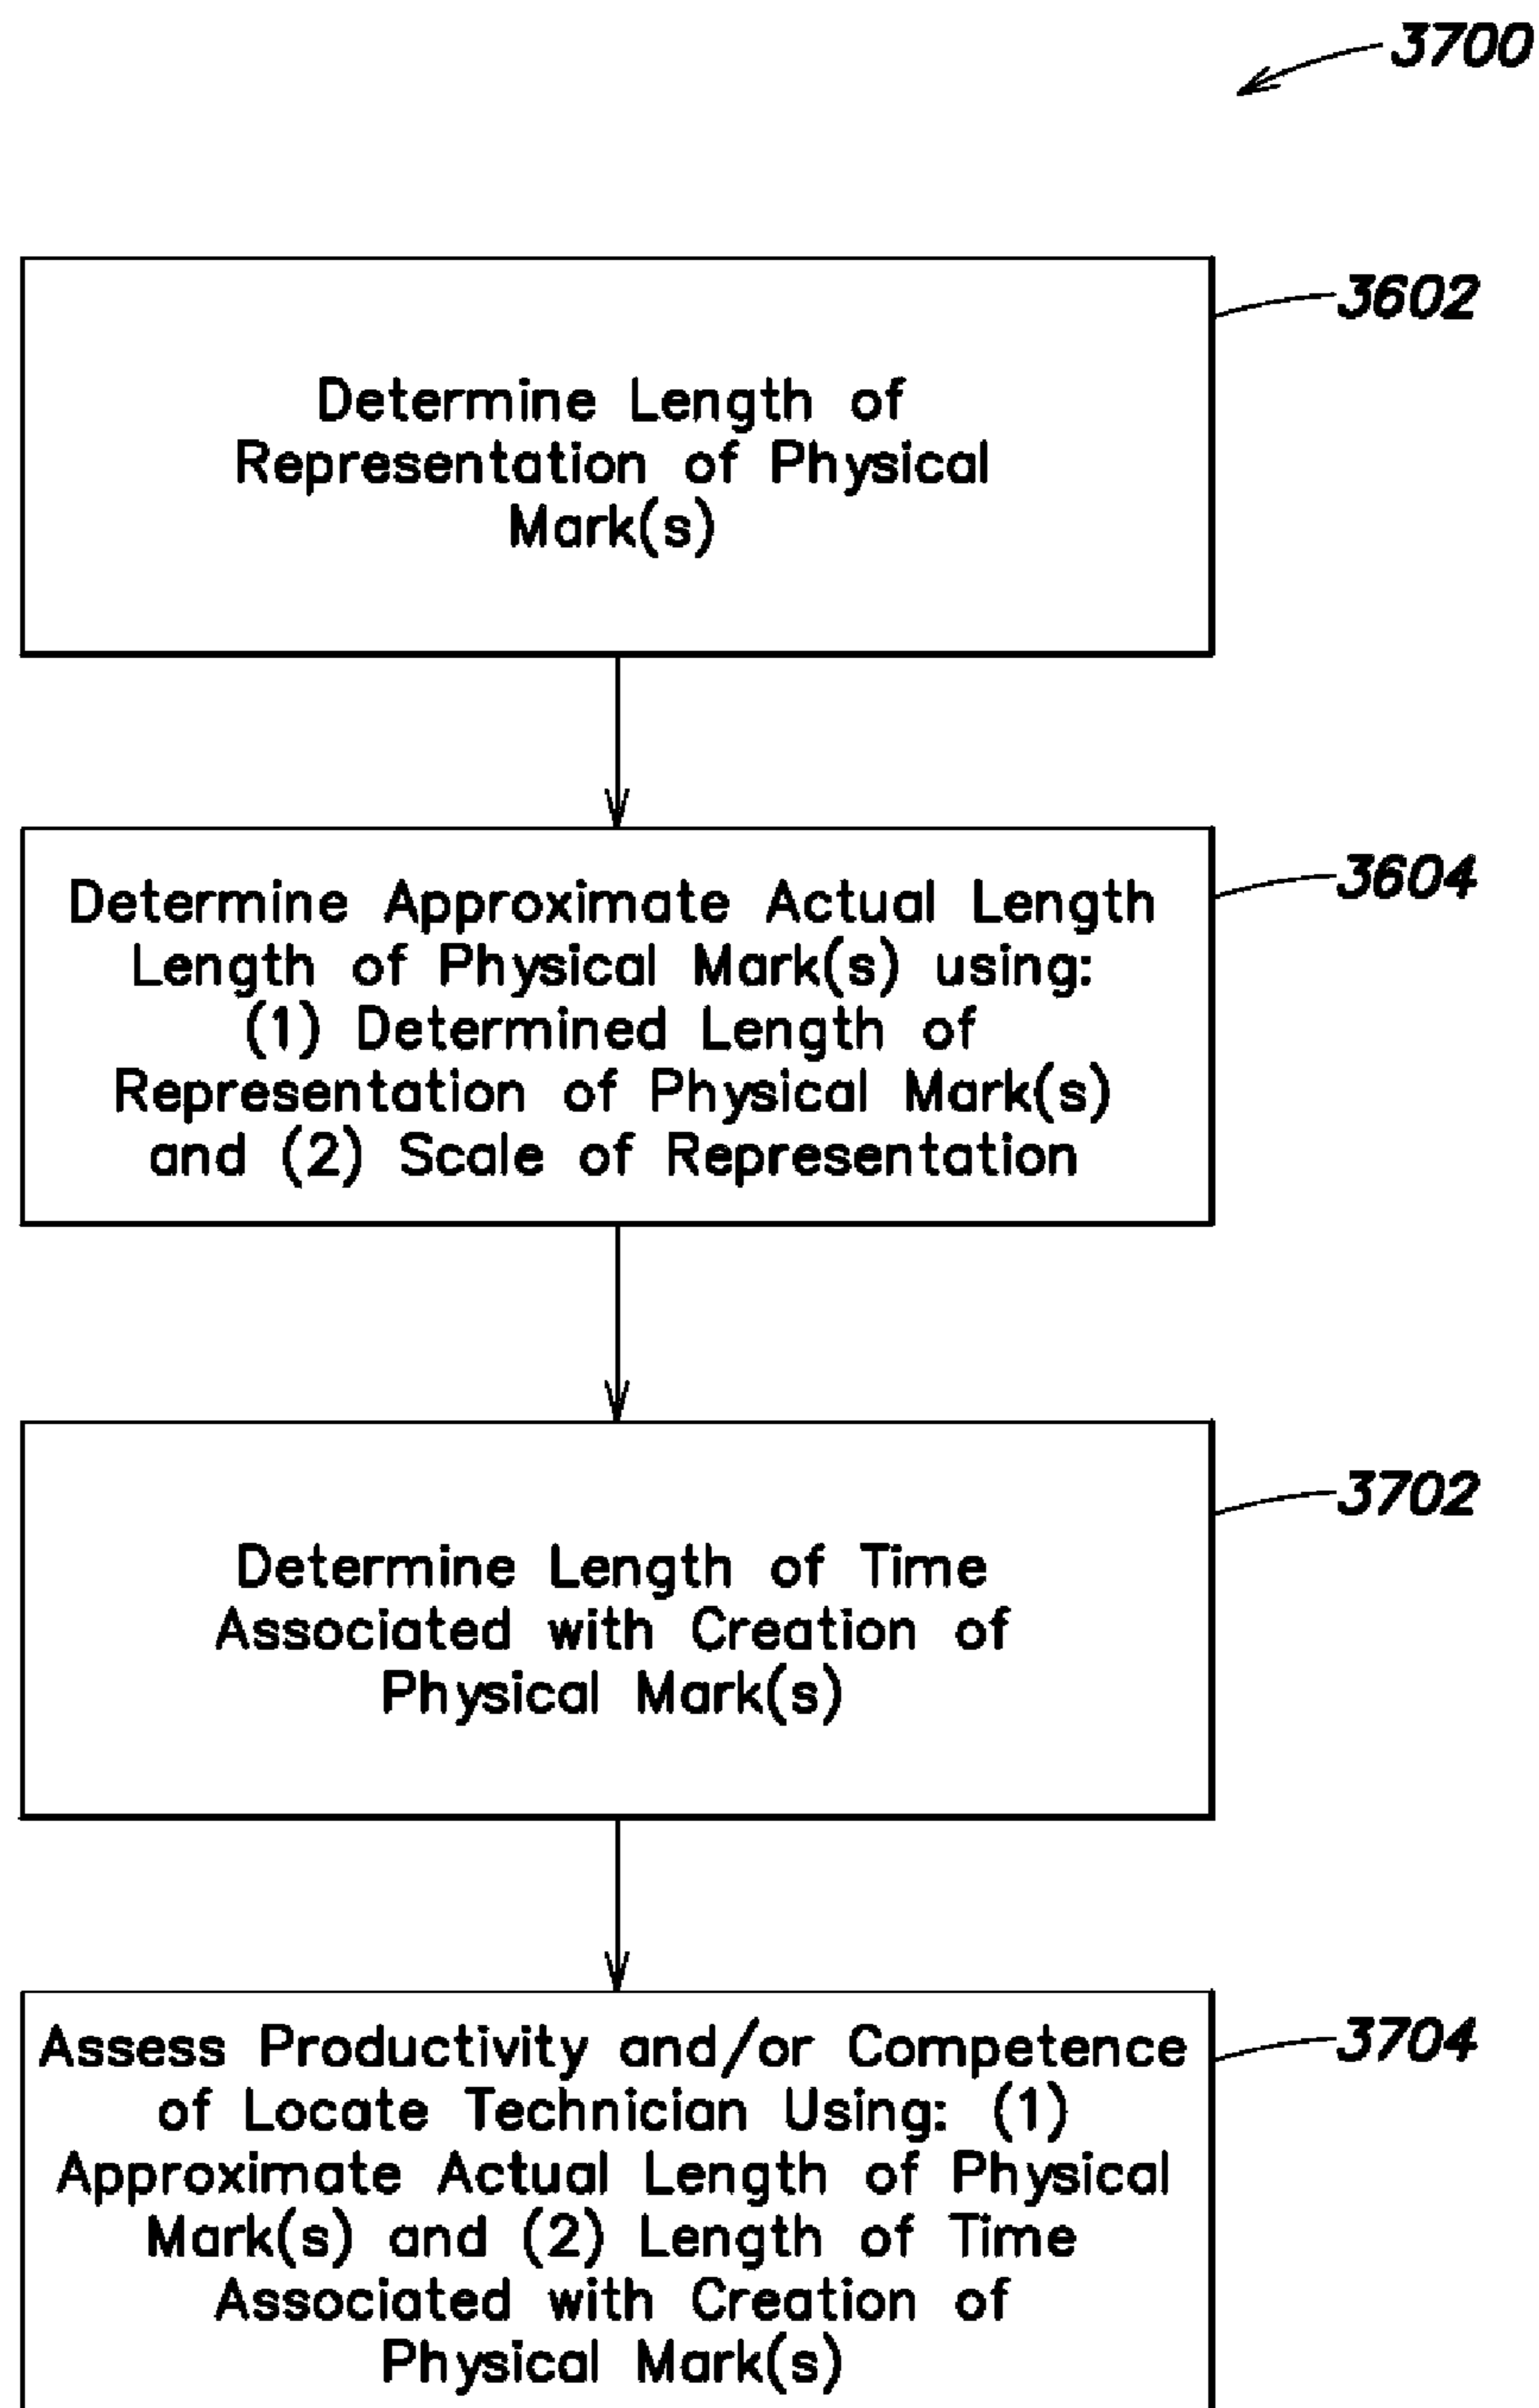 3700
3602
Determine Length of
Representation of Physical
Mark(s)
3604
Determine Approximate Actual Length
Length of Physical Mark(s) using:
(1) Determined Length of
Representation of Physical Mark(s)
and (2) Scale of Representation
3702
Determine Length of Time
Associated with Creation of
Physical Mark(s)
3704
Assess Productivity and/or Competence
of Locate Technician Using: (1)
Approximate Actual Length of Physical
Mark(s) and (2) Length of Time
Associated with Creation of
Physical Mark(s)